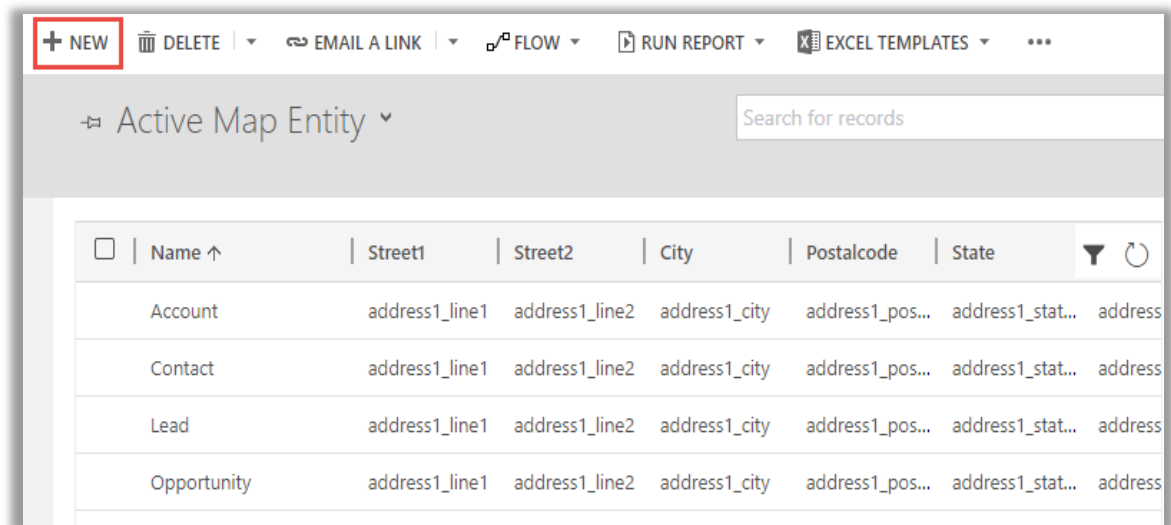 NEW DELETE EMAIL A LINK FLOW RUN REPORT EXCEL TEMPLATES ...
Active Map Entity
Search for records
Name Street1 Street2 City Postalcode State
Account address1_line1 address1_line2 address1_city address1_pos... address1_stat... address
Contact address1_line1 address1_line2 address1_city address1_pos... address1_stat... address
Lead address1_line1 address1_line2 address1_city address1_pos... address1_stat... address
Opportunity address1_line1 address1_line2 address1_city address1_pos... address1_stat... address